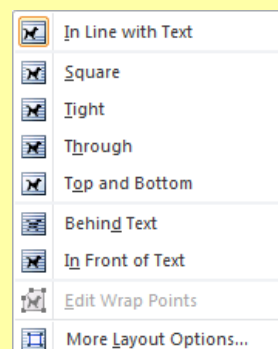 In Line with Text
Square
Tight
Through
Top and Bottom
Behind Text
In Front of Text
Edit Wrap Points
More Layout Options...